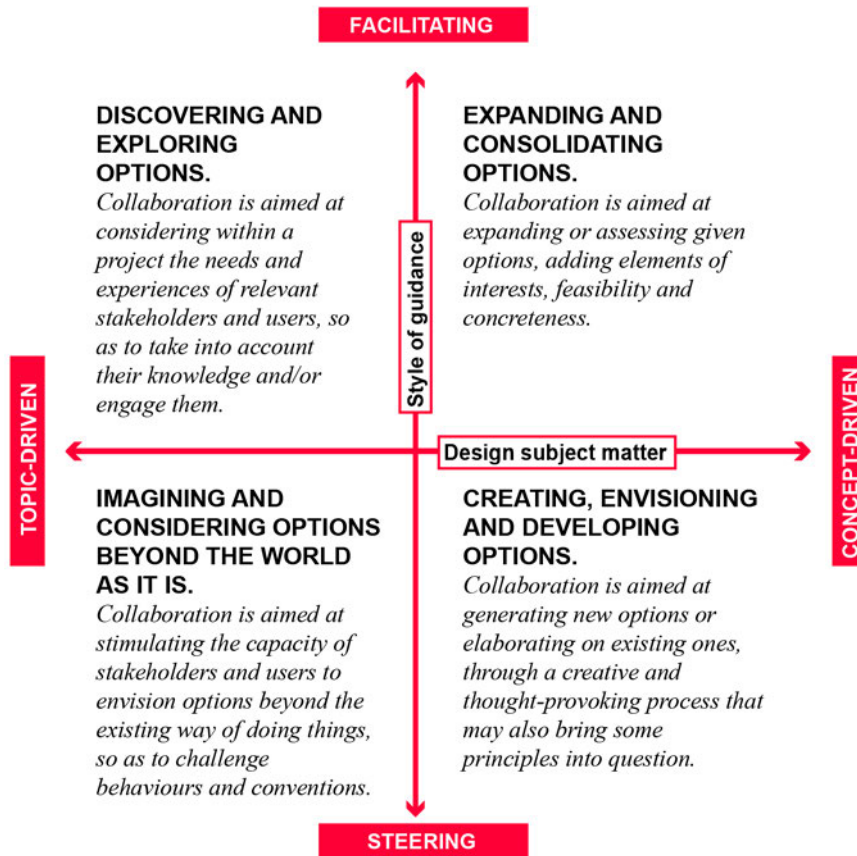 FACILITATING
DISCOVERING AND
EXPLORING
OPTIONS.
Collaboration is aimed at
considering within a
project the needs and
experiences of relevant
stakeholders and users, so
as to take into account
their knowledge and/or
engage them.
EXPANDING AND
CONSOLIDATING
OPTIONS.
Collaboration is aimed at
expanding or assessing given
options, adding elements of
interests, feasibility and
concreteness.
Style of guidance
TOPIC-DRIVEN
Design subject matter
CONCEPT-DRIVEN
IMAGINING AND
CONSIDERING OPTIONS
BEYOND THE WORLD
AS IT IS.
Collaboration is aimed at
stimulating the capacity of
stakeholders and users to
envision options beyond the
existing way of doing things,
so as to challenge
behaviours and conventions.
CREATING, ENVISIONING
AND DEVELOPING
OPTIONS.
Collaboration is aimed at
generating new options or
elaborating on existing ones,
through a creative and
thought-provoking process that
may also bring some
principles into question.
STEERING